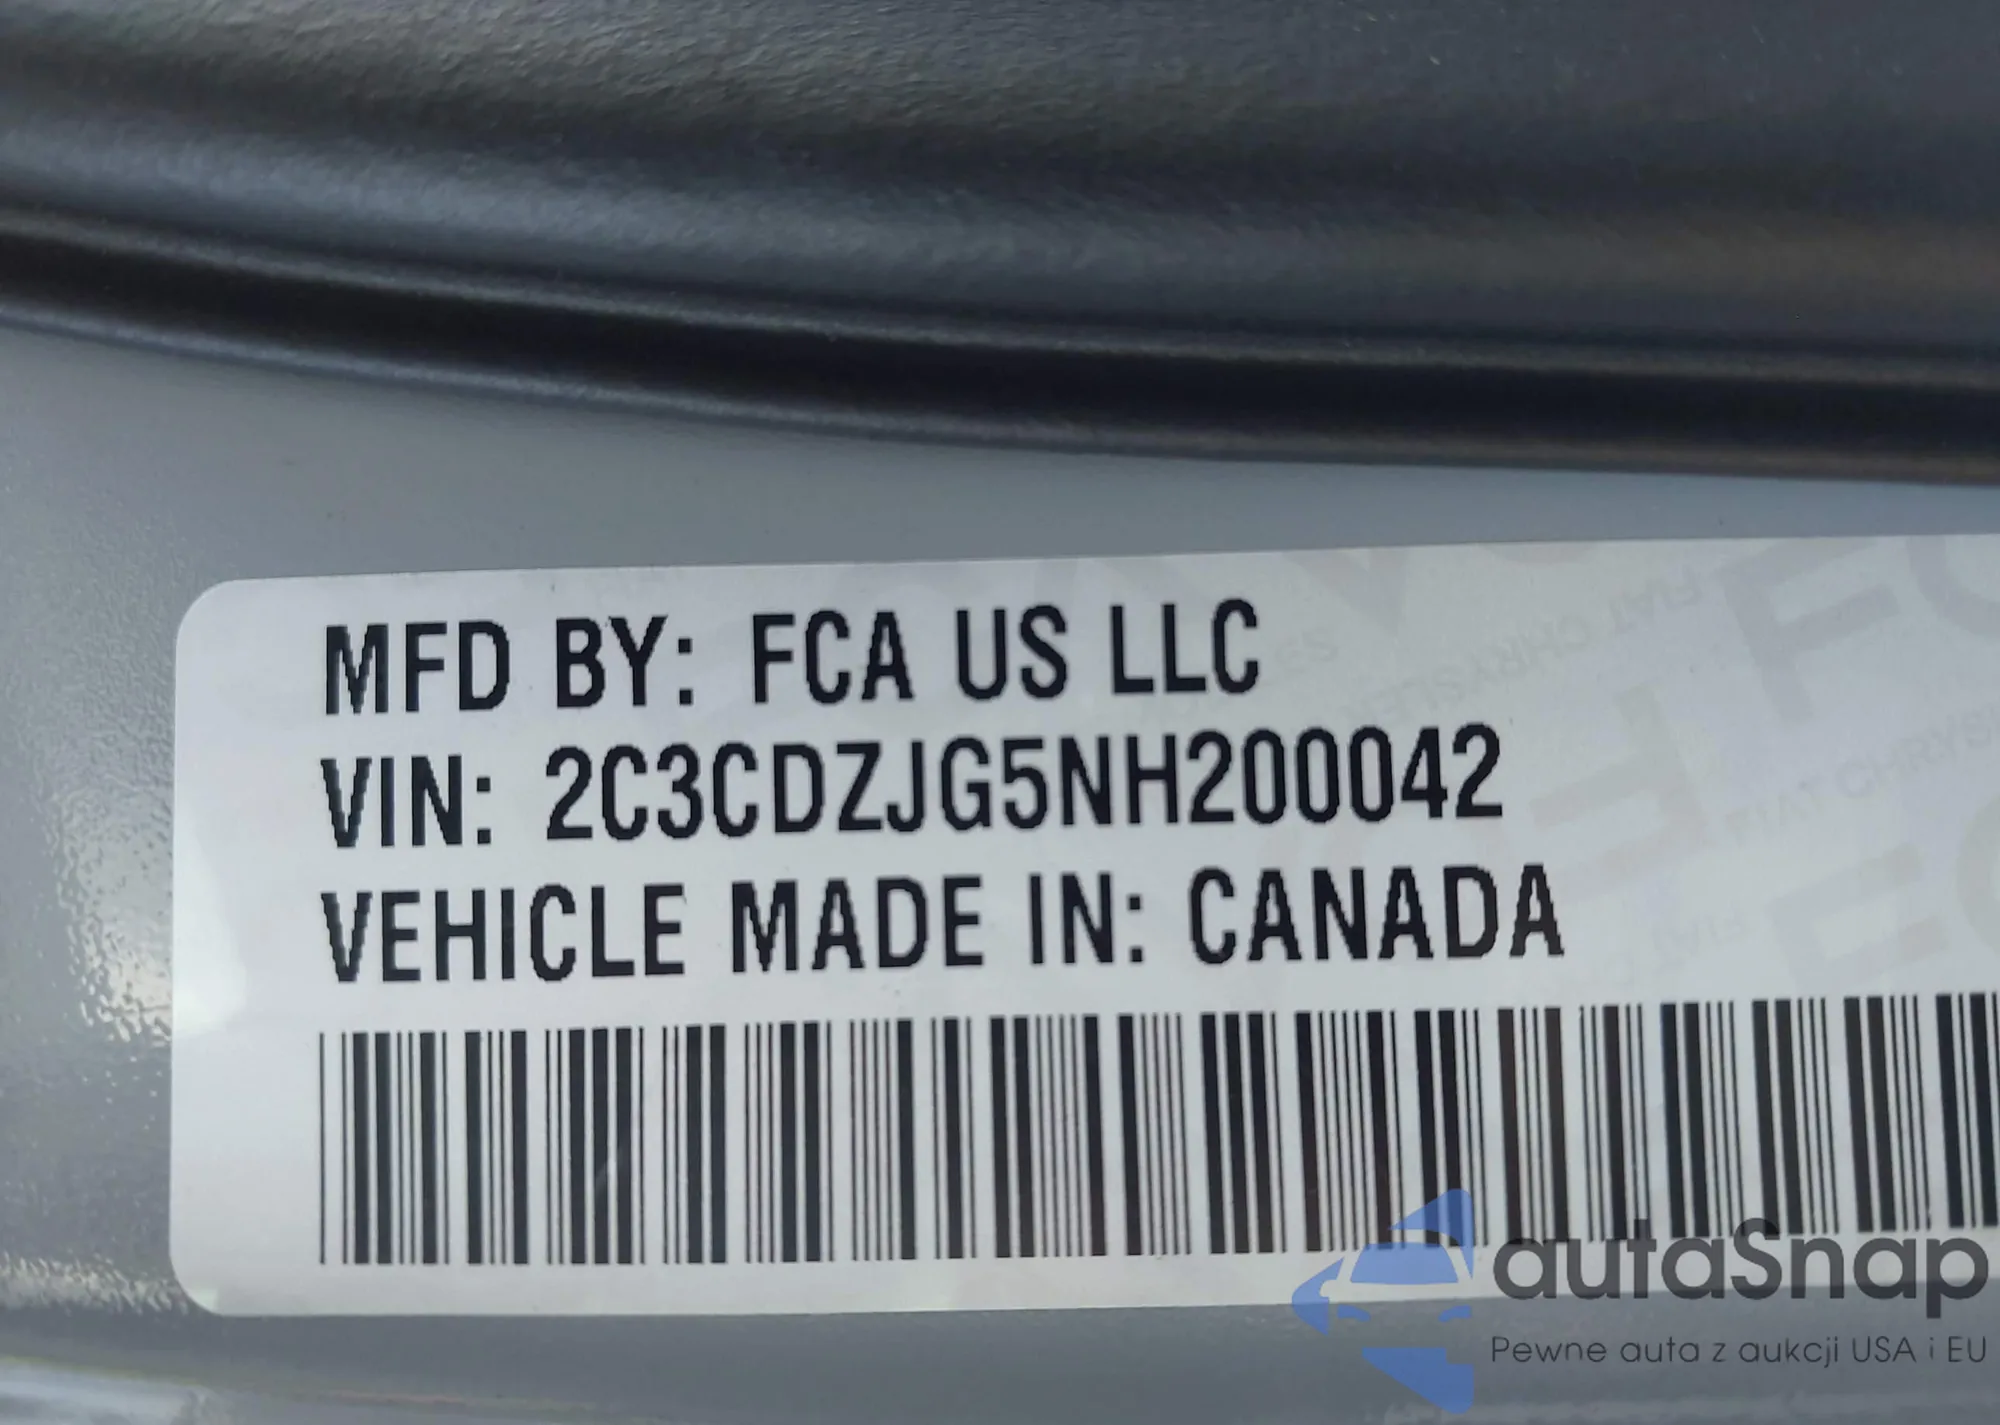 MFD BY: FCA US LLC
VIN: 2C3CDZJG5NH200042
VEHICLE MADE IN: CANADA
autaSnap
Pewne auta z aukcji USA i EU